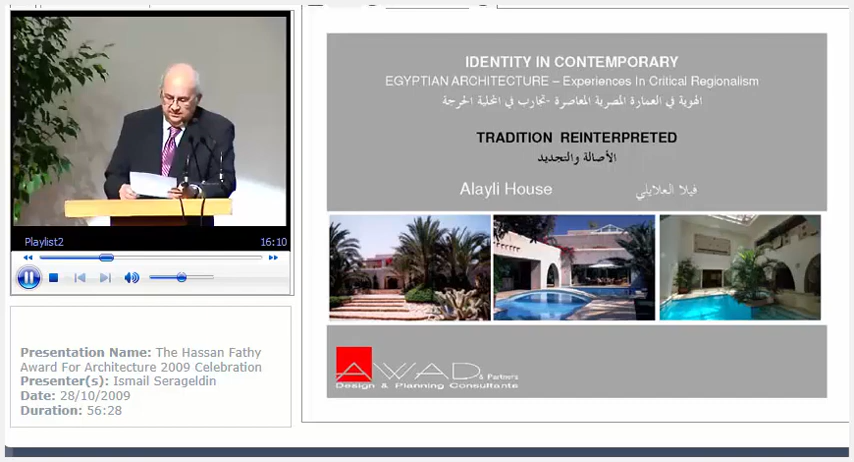 Playlist2
16:10
Presentation Name: The Hassan Fathy
Award For Architecture 2009 Celebration
Presenter(s): Ismail Serageldin
Date: 28/10/2009
Duration: 56:28
IDENTITY IN CONTEMPORARY
EGYPTIAN ARCHITECTURE – Experiences In Critical Regionalism
الهوية في العمارة المصرية المعاصرة -تجارب في المحلية الحرجة
TRADITION REINTERPRETED
الأصالة والتجديد
Alayli House
فيلا العلايلي
AWAD & Partners
Design & Planning Consultants